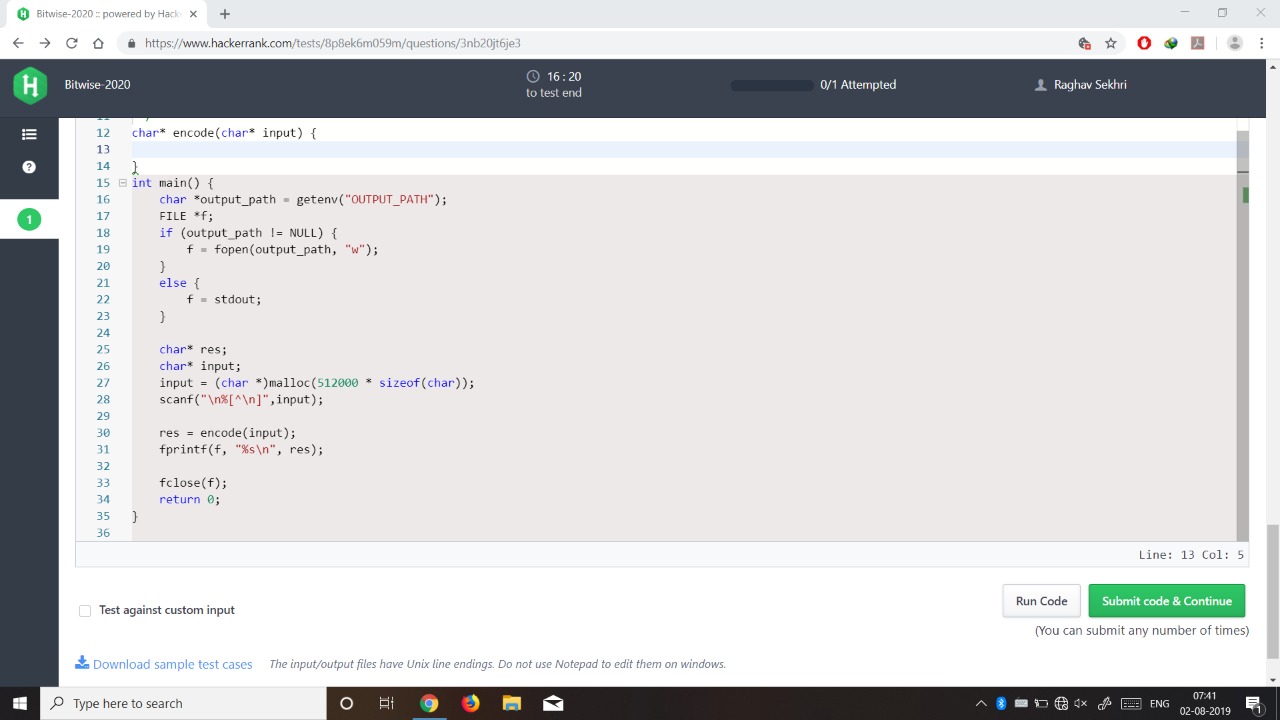 Bitwise-2020 :: powered by Hack
https://www.hackerrank.com/tests/8p8ek6m059m/questions/3nb20jt6je3
H
Bitwise-2020
16 : 20
to test end
0/1 Attempted
Raghav Sekhri
1
12 char* encode(char* input) {
13
14 }
15 int main() {
16 char *output_path = getenv("OUTPUT_PATH");
17 FILE *f;
18 if (output_path != NULL) {
19 f = fopen(output_path, "w");
20 }
21 else {
22 f = stdout;
23 }
24
25 char* res;
26 char* input;
27 input = (char *)malloc(512000 * sizeof(char));
28 scanf("\n%[^\n]",input);
29
30 res = encode(input);
31 fprintf(f, "%s\n", res);
32
33 fclose(f);
34 return 0;
35 }
36
Line: 13 Col: 5
Test against custom input
Run Code
Submit code & Continue
(You can submit any number of times)
Download sample test cases
The input/output files have Unix line endings. Do not use Notepad to edit them on windows.
Type here to search
ENG
07:41
02-08-2019
1